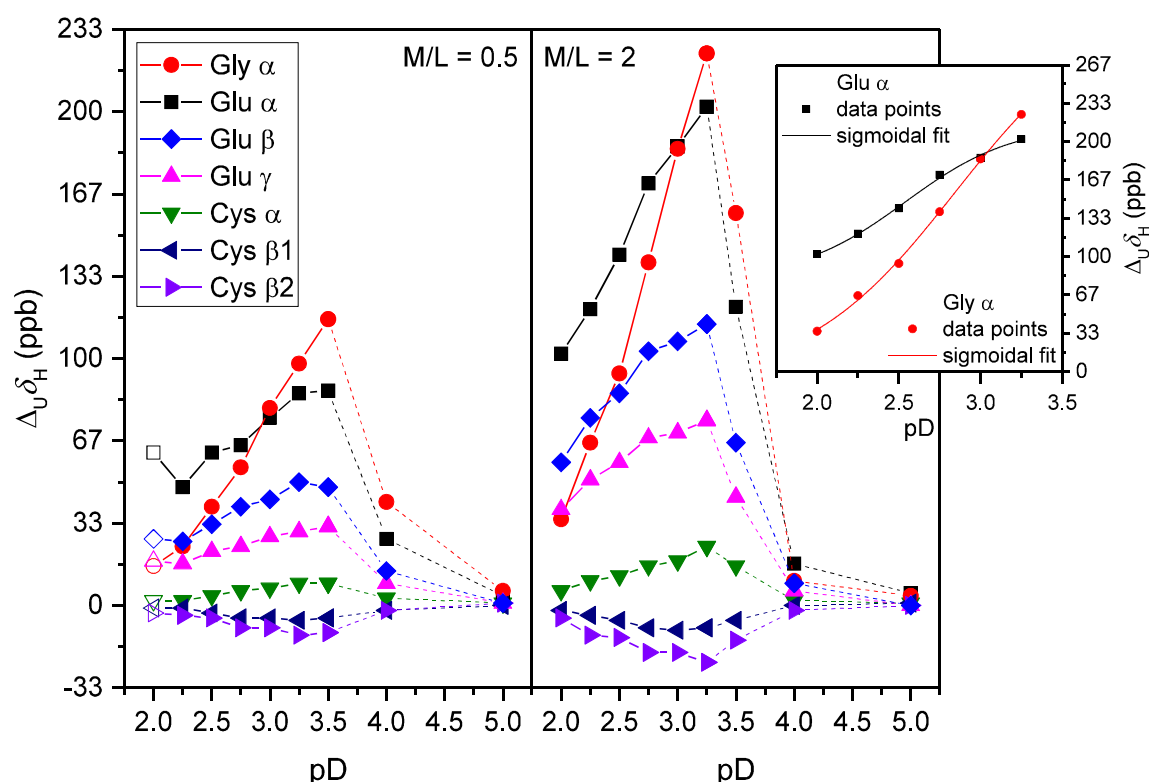 233
200
167
133
100
67
33
0
-33
Δ_Uδ_H (ppb)
M/L = 0.5
Gly α
Glu α
Glu β
Glu γ
Cys α
Cys β1
Cys β2
2.0 2.5 3.0 3.5 4.0 4.5 5.0
pD
M/L = 2
2.0 2.5 3.0 3.5 4.0 4.5 5.0
pD
Glu α
data points
sigmoidal fit
Gly α
data points
sigmoidal fit
267
233
200
167
133
100
67
33
0
Δ_Uδ_H (ppb)
2.0 2.5 3.0 3.5
pD